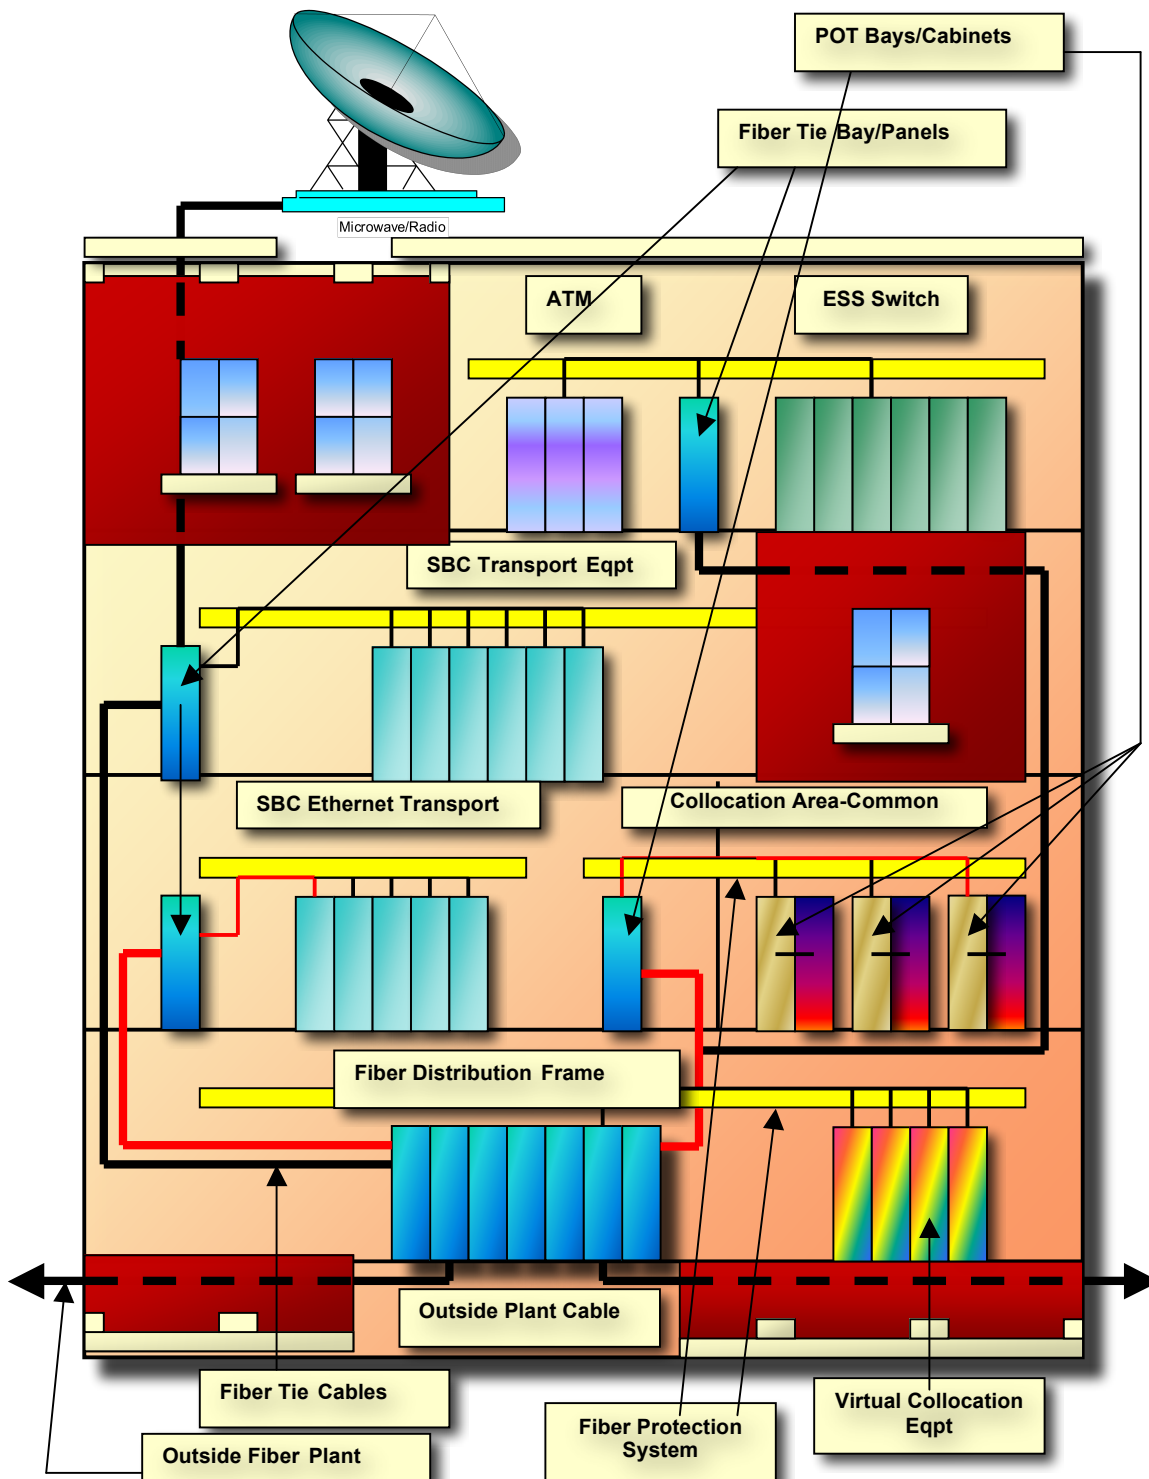 POT Bays/Cabinets
Fiber Tie Bay/Panels
Microwave/Radio
ATM
ESS Switch
SBC Transport Eqpt
SBC Ethernet Transport
Collocation Area-Common
Fiber Distribution Frame
Outside Plant Cable
Fiber Tie Cables
Virtual Collocation
Eqpt
Fiber Protection
System
Outside Fiber Plant